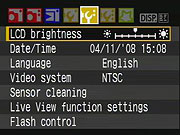 DISP.
LCD brightness
Date/Time 04/11/'08 15:08
Language English
Video system NTSC
Sensor cleaning
Live View function settings
Flash control